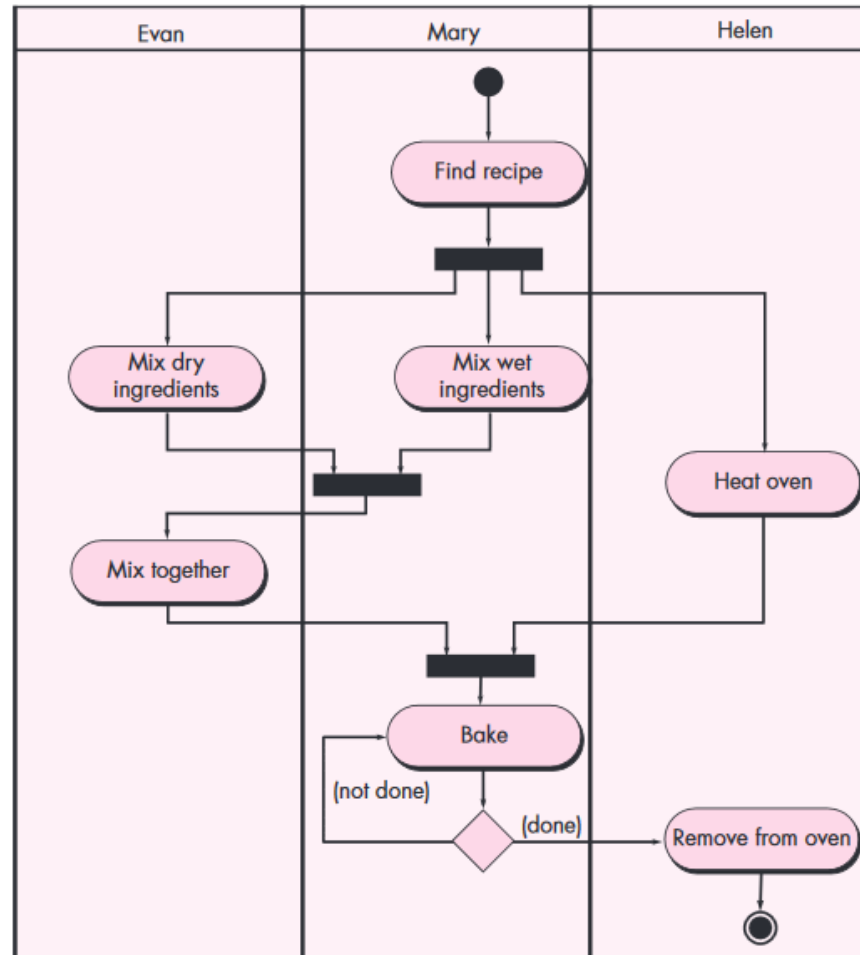 Evan
Mary
Helen
Find recipe
Mix dry
ingredients
Mix wet
ingredients
Heat oven
Mix together
Bake
(not done)
(done)
Remove from oven